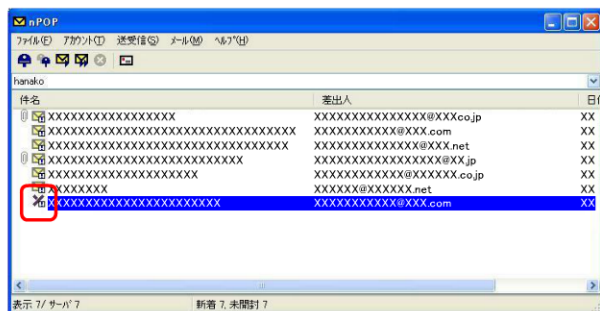 nPOP
ファイル(F) アカウント(T) 送受信(S) メール(M) ヘルプ(H)
hanako
件名 差出人 日付
XXXXXXXXXXXXXXXXX XXXXXXXXXXXXXXX@XXXco.jp XX
XXXXXXXXXXXXXXXXXXXXXXXXXXXXXXXXX XXXXXXXXXXX@XXX.com XX
XXXXXXXXXXXXXXXXXXXXXXXXXXXXXXXX XXXXXXXXXXXXXX@XXX.net XX
XXXXXXXXXXXXXXXXXXXXXXXXXX XXXXXXXXXXXXXXXXX@XX.jp XX
XXXXXXXXXXXXXXXXXXXX XXXXXXXXXXXX@XXXXXX.co.jp XX
XXXXXXXX XXXXXX@XXXXXX.net XX
XXXXXXXXXXXXXXXXXXXXXXX XXXXXXXXXXX@XXX.com XX
表示 7/ サーバ 7 新着 7, 未開封 7